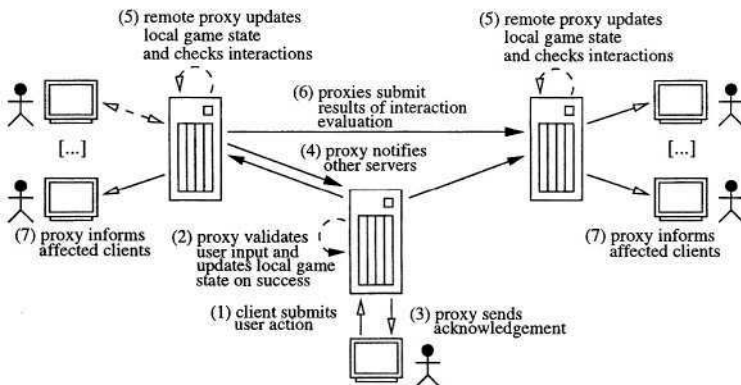 (5) remote proxy updates
local game state
and checks interactions
(5) remote proxy updates
local game state
and checks interactions
(6) proxies submit
results of interaction
evaluation
[...]
[...]
(4) proxy notifies
other servers
(7) proxy informs
affected clients
(2) proxy validates
user input and
updates local game
state on success
(7) proxy informs
affected clients
(1) client submits
user action
(3) proxy sends
acknowledgement